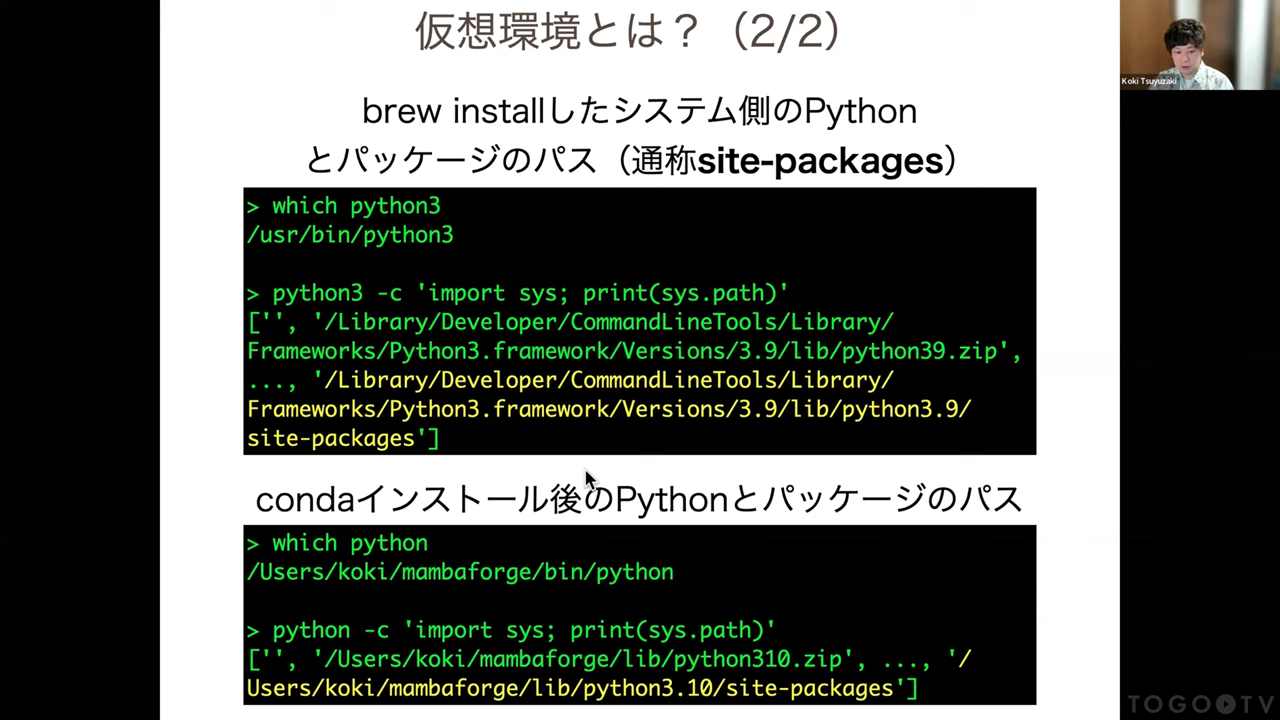 仮想環境とは？（2/2）
Koki Tsuyuzaki
brew installしたシステム側のPython
とパッケージのパス（通称site-packages）
> which python3
/usr/bin/python3
> python3 -c 'import sys; print(sys.path)'
['', '/Library/Developer/CommandLineTools/Library/
Frameworks/Python3.framework/Versions/3.9/lib/python39.zip',
..., '/Library/Developer/CommandLineTools/Library/
Frameworks/Python3.framework/Versions/3.9/lib/python3.9/
site-packages']
condaインストール後のPythonとパッケージのパス
> which python
/Users/koki/mambaforge/bin/python
> python -c 'import sys; print(sys.path)'
['', '/Users/koki/mambaforge/lib/python310.zip', ..., '/
Users/koki/mambaforge/lib/python3.10/site-packages']
TOGOTV